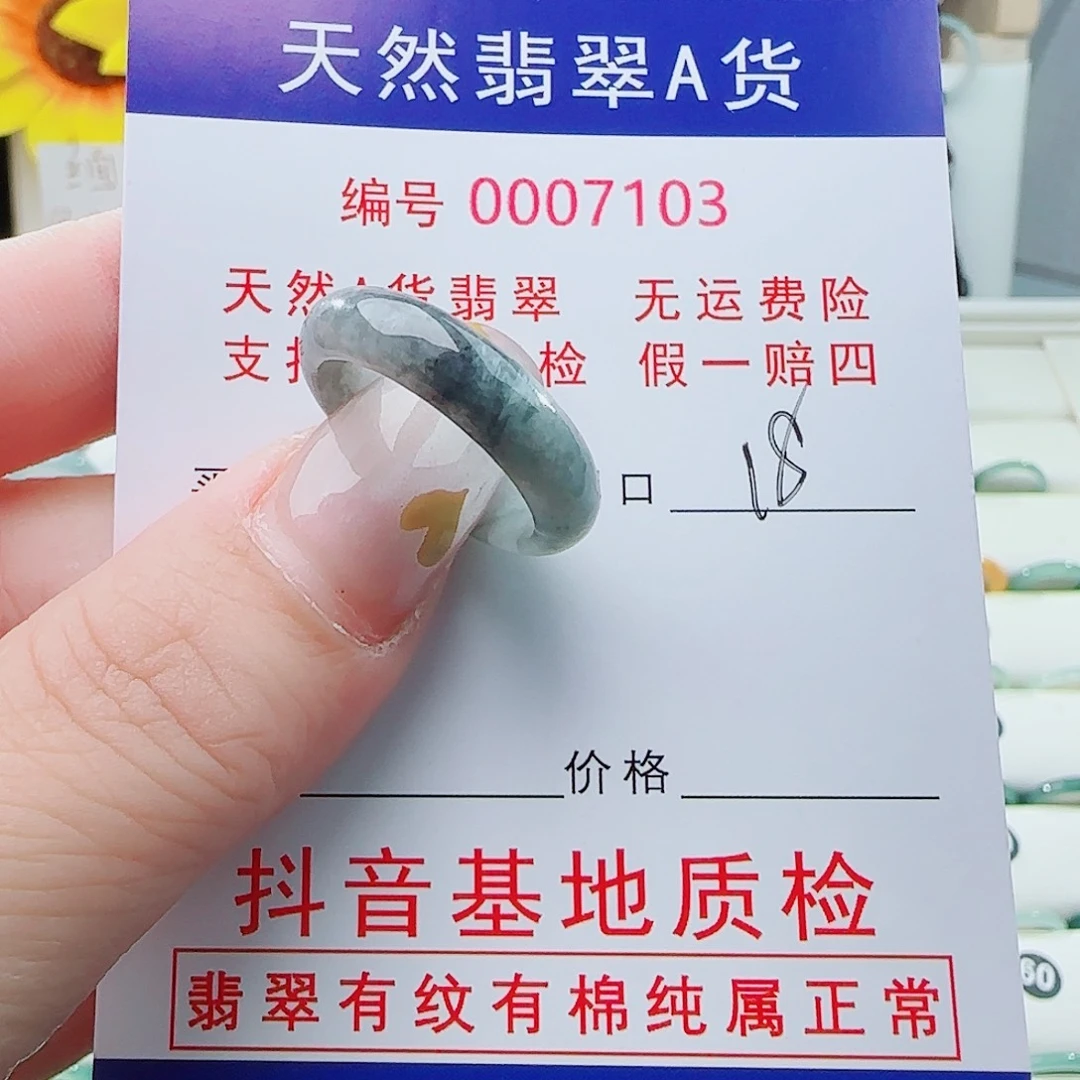 天然翡翠A货
编号 0007103
天然A货翡翠 无运费险
支 检 假一赔四
口 18
价格
抖音基地质检
翡翠有纹有棉纯属正常
60